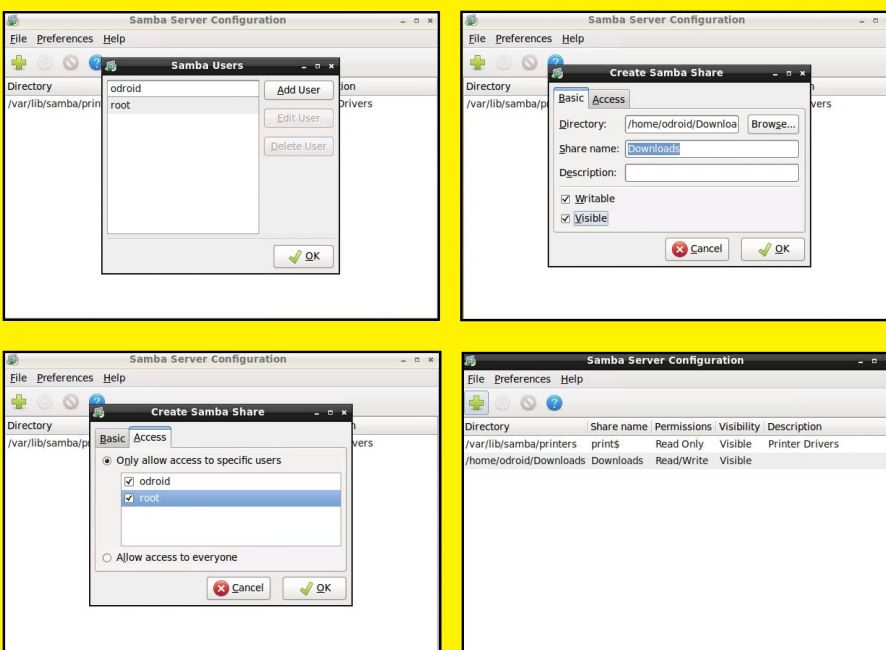 Samba Server Configuration
File Preferences Help
Samba Users
Directory
/var/lib/samba/prin
odroid
root
Add User
Edit User
Delete User
OK
Samba Server Configuration
File Preferences Help
Create Samba Share
Directory
/var/lib/samba/p
vers
Basic Access
Directory: /home/odroid/Downloa Browse...
Share name: Downloads
Description:
Writable
Visible
Cancel OK
Samba Server Configuration
File Preferences Help
Create Samba Share
Directory
/var/lib/samba/p
vers
Basic Access
Only allow access to specific users
odroid
root
Allow access to everyone
Cancel OK
Samba Server Configuration
File Preferences Help
Directory Share name Permissions Visibility Description
/var/lib/samba/printers print$ Read Only Visible Printer Drivers
/home/odroid/Downloads Downloads Read/Write Visible